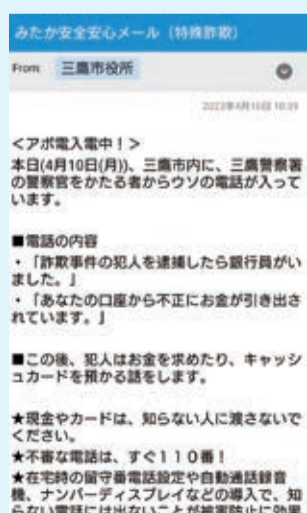 みたか安全安心メール（特殊詐欺）
From: 三鷹市役所
2023年4月10日 10:39
＜アポ電入電中！＞
本日(4月10日(月))、三鷹市内に、三鷹警察署
の警察官をかたる者からウソの電話が入って
います。
■電話の内容
・「詐欺事件の犯人を逮捕したら銀行員がい
ました。」
・「あなたの口座から不正にお金が引き出さ
れています。」
■この後、犯人はお金を求めたり、キャッシ
ュカードを預かる話をします。
★現金やカードは、知らない人に渡さないで
ください。
★不審な電話は、すぐ１１０番！
★在宅時の留守番電話設定や自動通話録音
機、ナンバーディスプレイなどの導入で、知
らない電話には出ないことが被害防止に効果